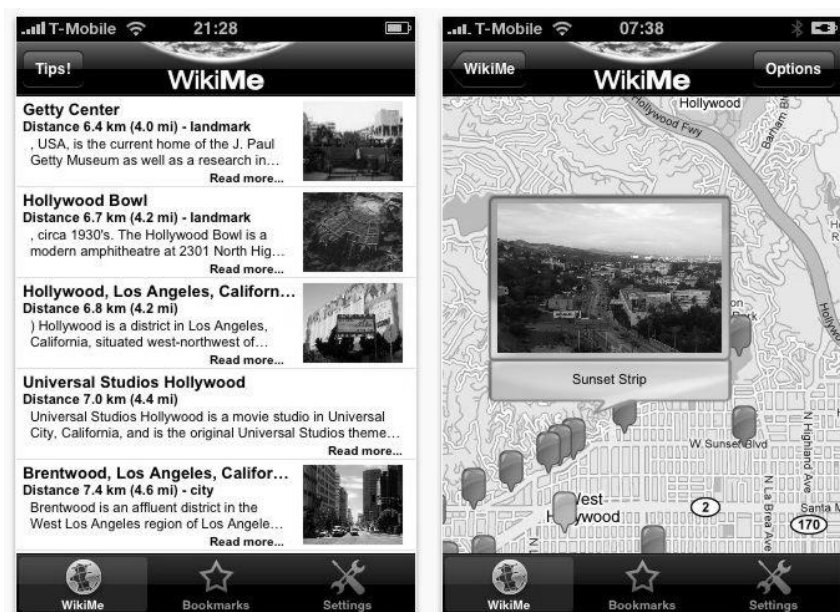 T-Mobile 21:28
Tips!
WikiMe
Getty Center
Distance 6.4 km (4.0 mi) - landmark
, USA, is the current home of the J. Paul
Getty Museum as well as a research in…
Read more...
Hollywood Bowl
Distance 6.7 km (4.2 mi) - landmark
, circa 1930's. The Hollywood Bowl is a
modern amphitheatre at 2301 North Hig…
Read more...
Hollywood, Los Angeles, Californ…
Distance 6.8 km (4.2 mi)
) Hollywood is a district in Los Angeles,
California, situated west-northwest of…
Read more...
Universal Studios Hollywood
Distance 7.0 km (4.4 mi)
Universal Studios Hollywood is a movie studio in Universal
City, California, and is the original Universal Studios theme…
Read more...
Brentwood, Los Angeles, Califor…
Distance 7.4 km (4.6 mi) - city
Brentwood is an affluent district in the
West Los Angeles region of Los Angele…
Read more...
WikiMe Bookmarks Settings
T-Mobile 07:38
WikiMe
WikiMe
Options
Hollywood
Hollywood Fwy
Barham Bl
Sunset Strip
W. Sunset Blvd
N Highland Ave
N La Brea Ave
West
Hollywood
2
Santa M
170
WikiMe Bookmarks Settings